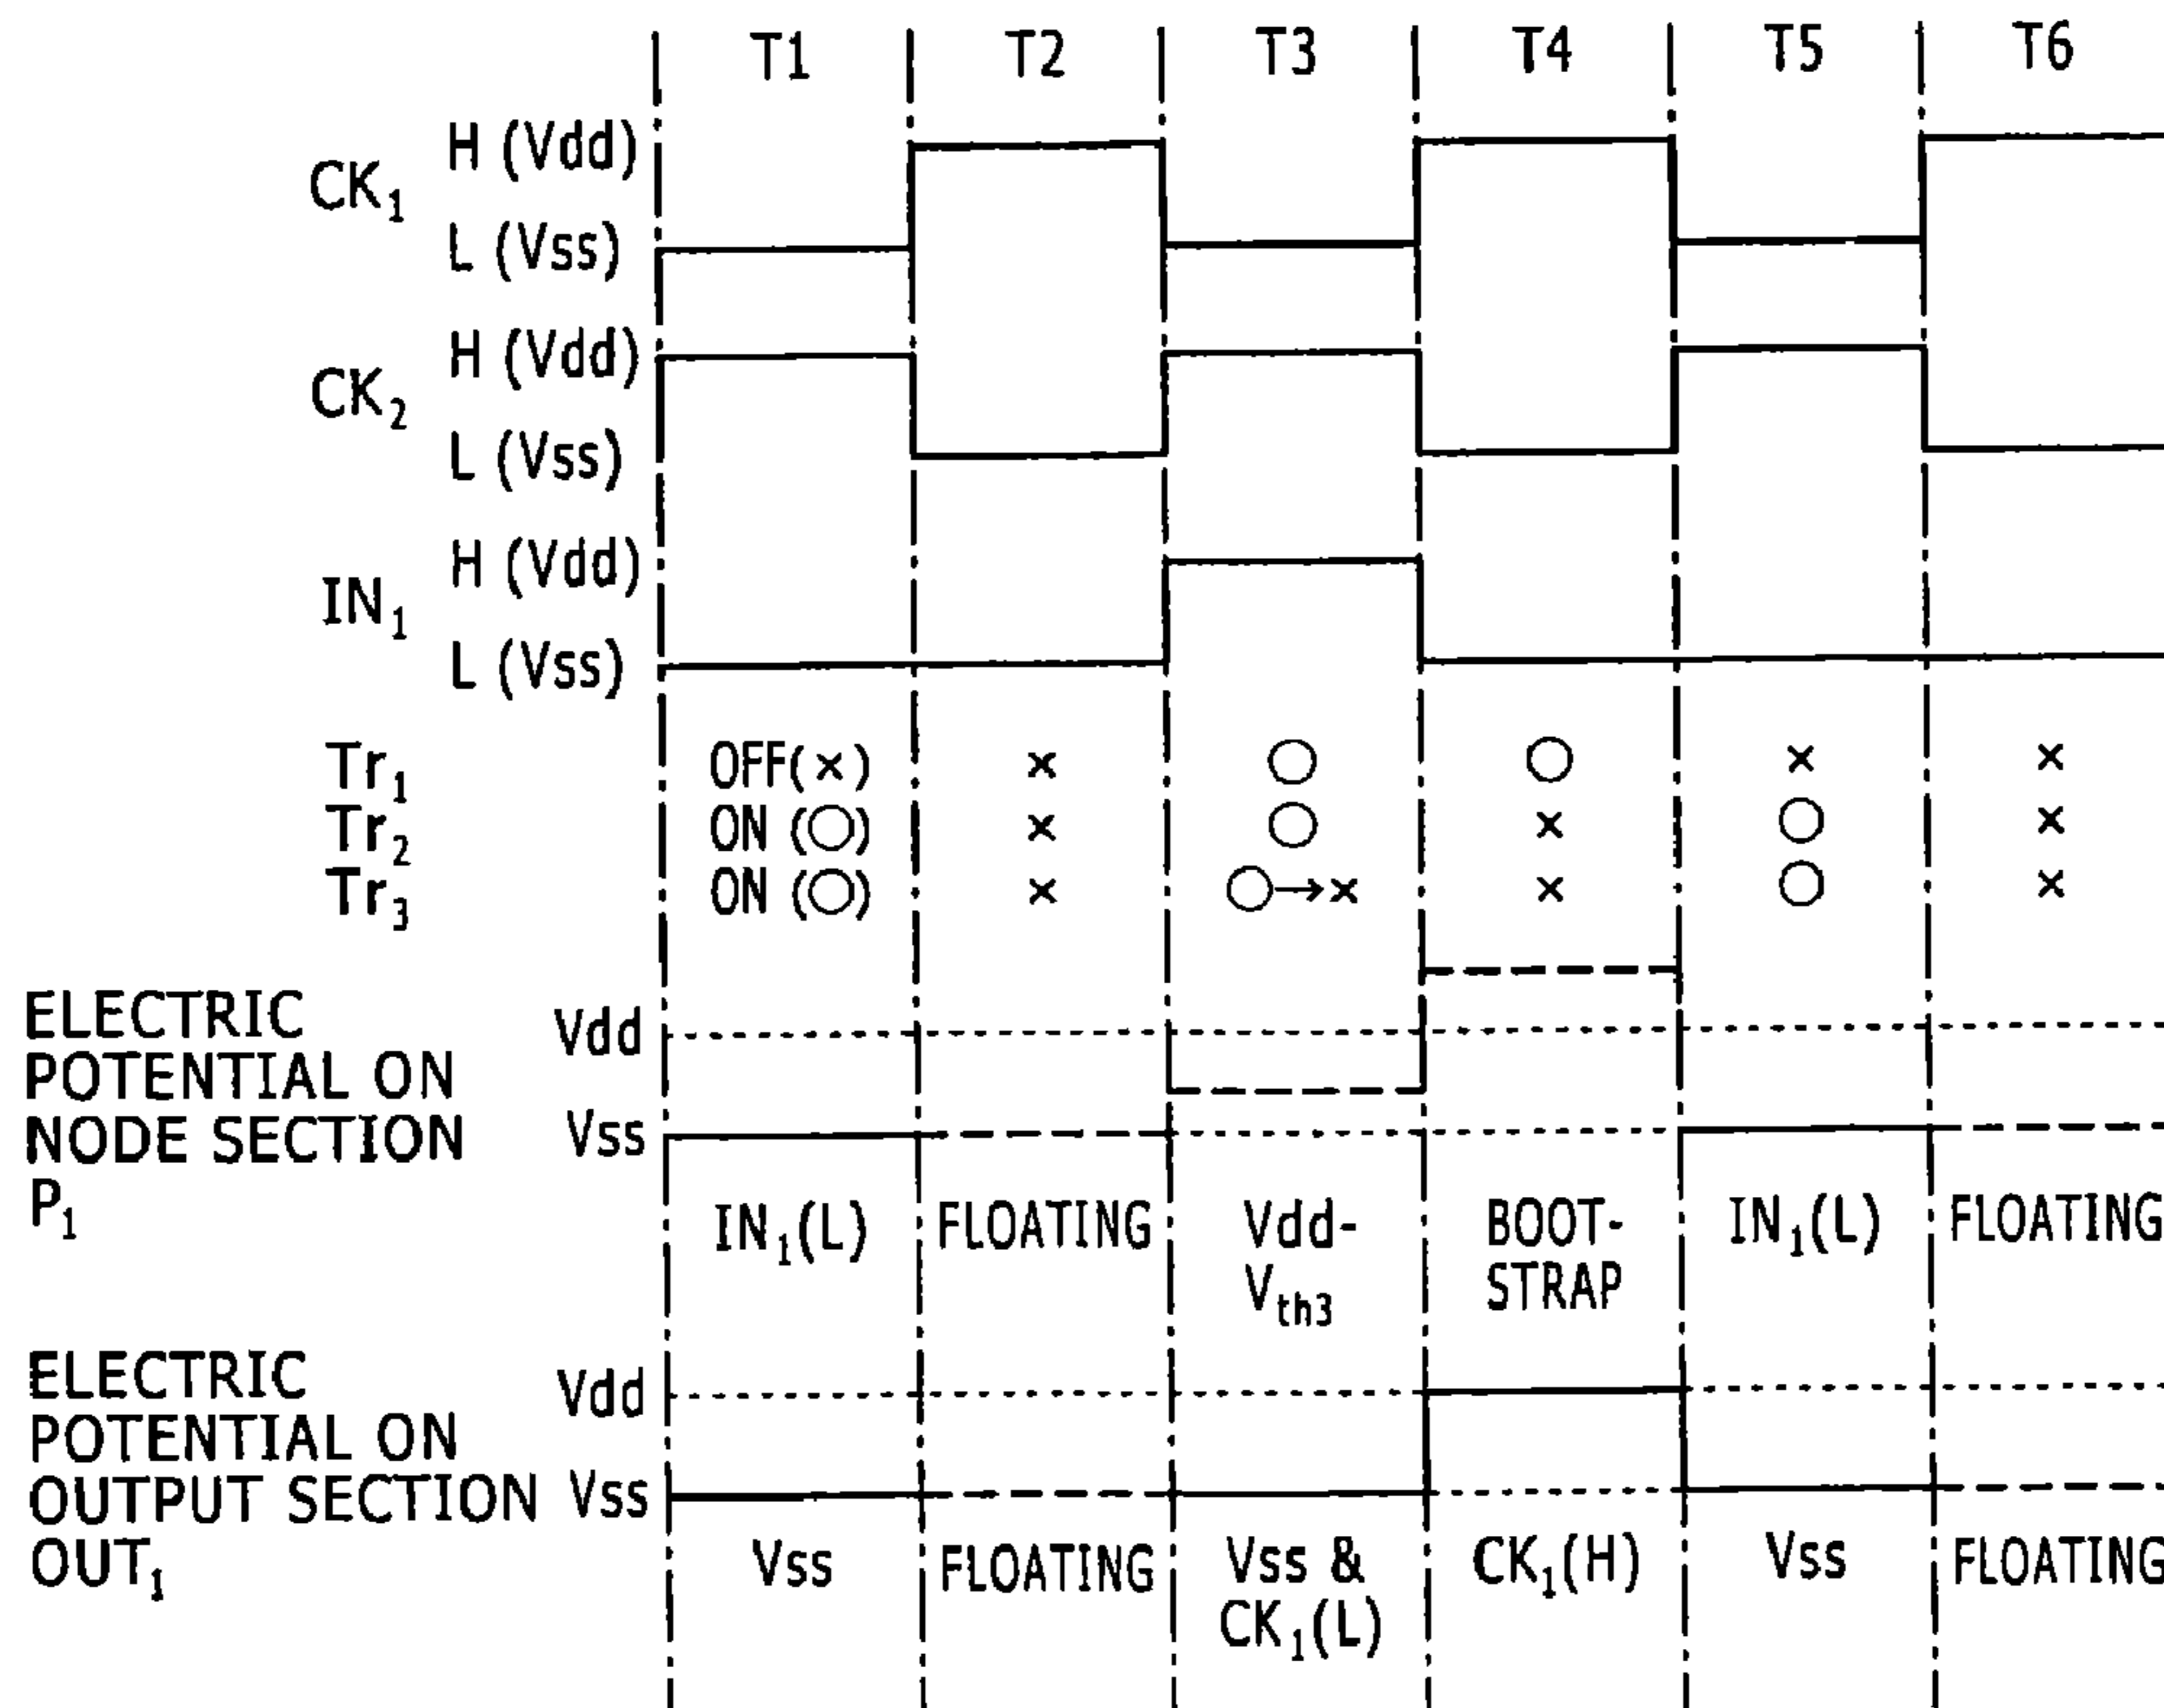 T1 T2 T3 T4 T5 T6
H (Vdd)
CK1
L (Vss)
H (Vdd)
CK2
L (Vss)
H (Vdd)
IN1
L (Vss)
Tr1 OFF(×) × ○ ○ × ×
Tr2 ON (○) × ○ × ○ ×
Tr3 ON (○) × ○→× × ○ ×
ELECTRIC
POTENTIAL ON
NODE SECTION
P1
Vdd
Vss
IN1(L) FLOATING Vdd- BOOT- IN1(L) FLOATING
Vth3 STRAP
ELECTRIC
POTENTIAL ON
OUTPUT SECTION
OUT1
Vdd
Vss
Vss FLOATING Vss & CK1(H) Vss FLOATING
CK1(L)